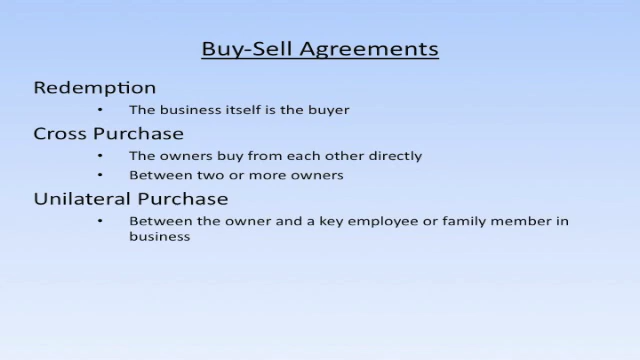 Buy-Sell Agreements
Redemption
• The business itself is the buyer
Cross Purchase
• The owners buy from each other directly
• Between two or more owners
Unilateral Purchase
• Between the owner and a key employee or family member in
business